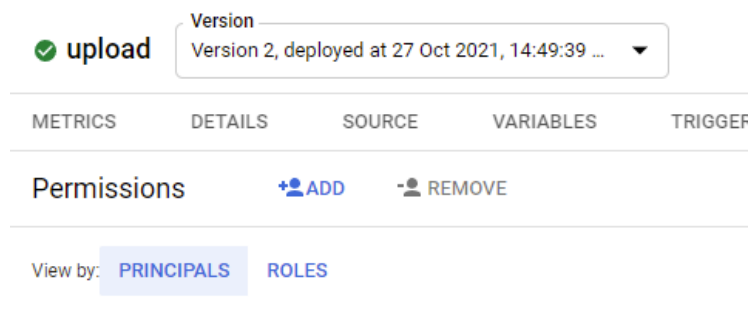 upload
Version
Version 2, deployed at 27 Oct 2021, 14:49:39 ...
METRICS DETAILS SOURCE VARIABLES TRIGGER
Permissions ADD REMOVE
View by: PRINCIPALS ROLES